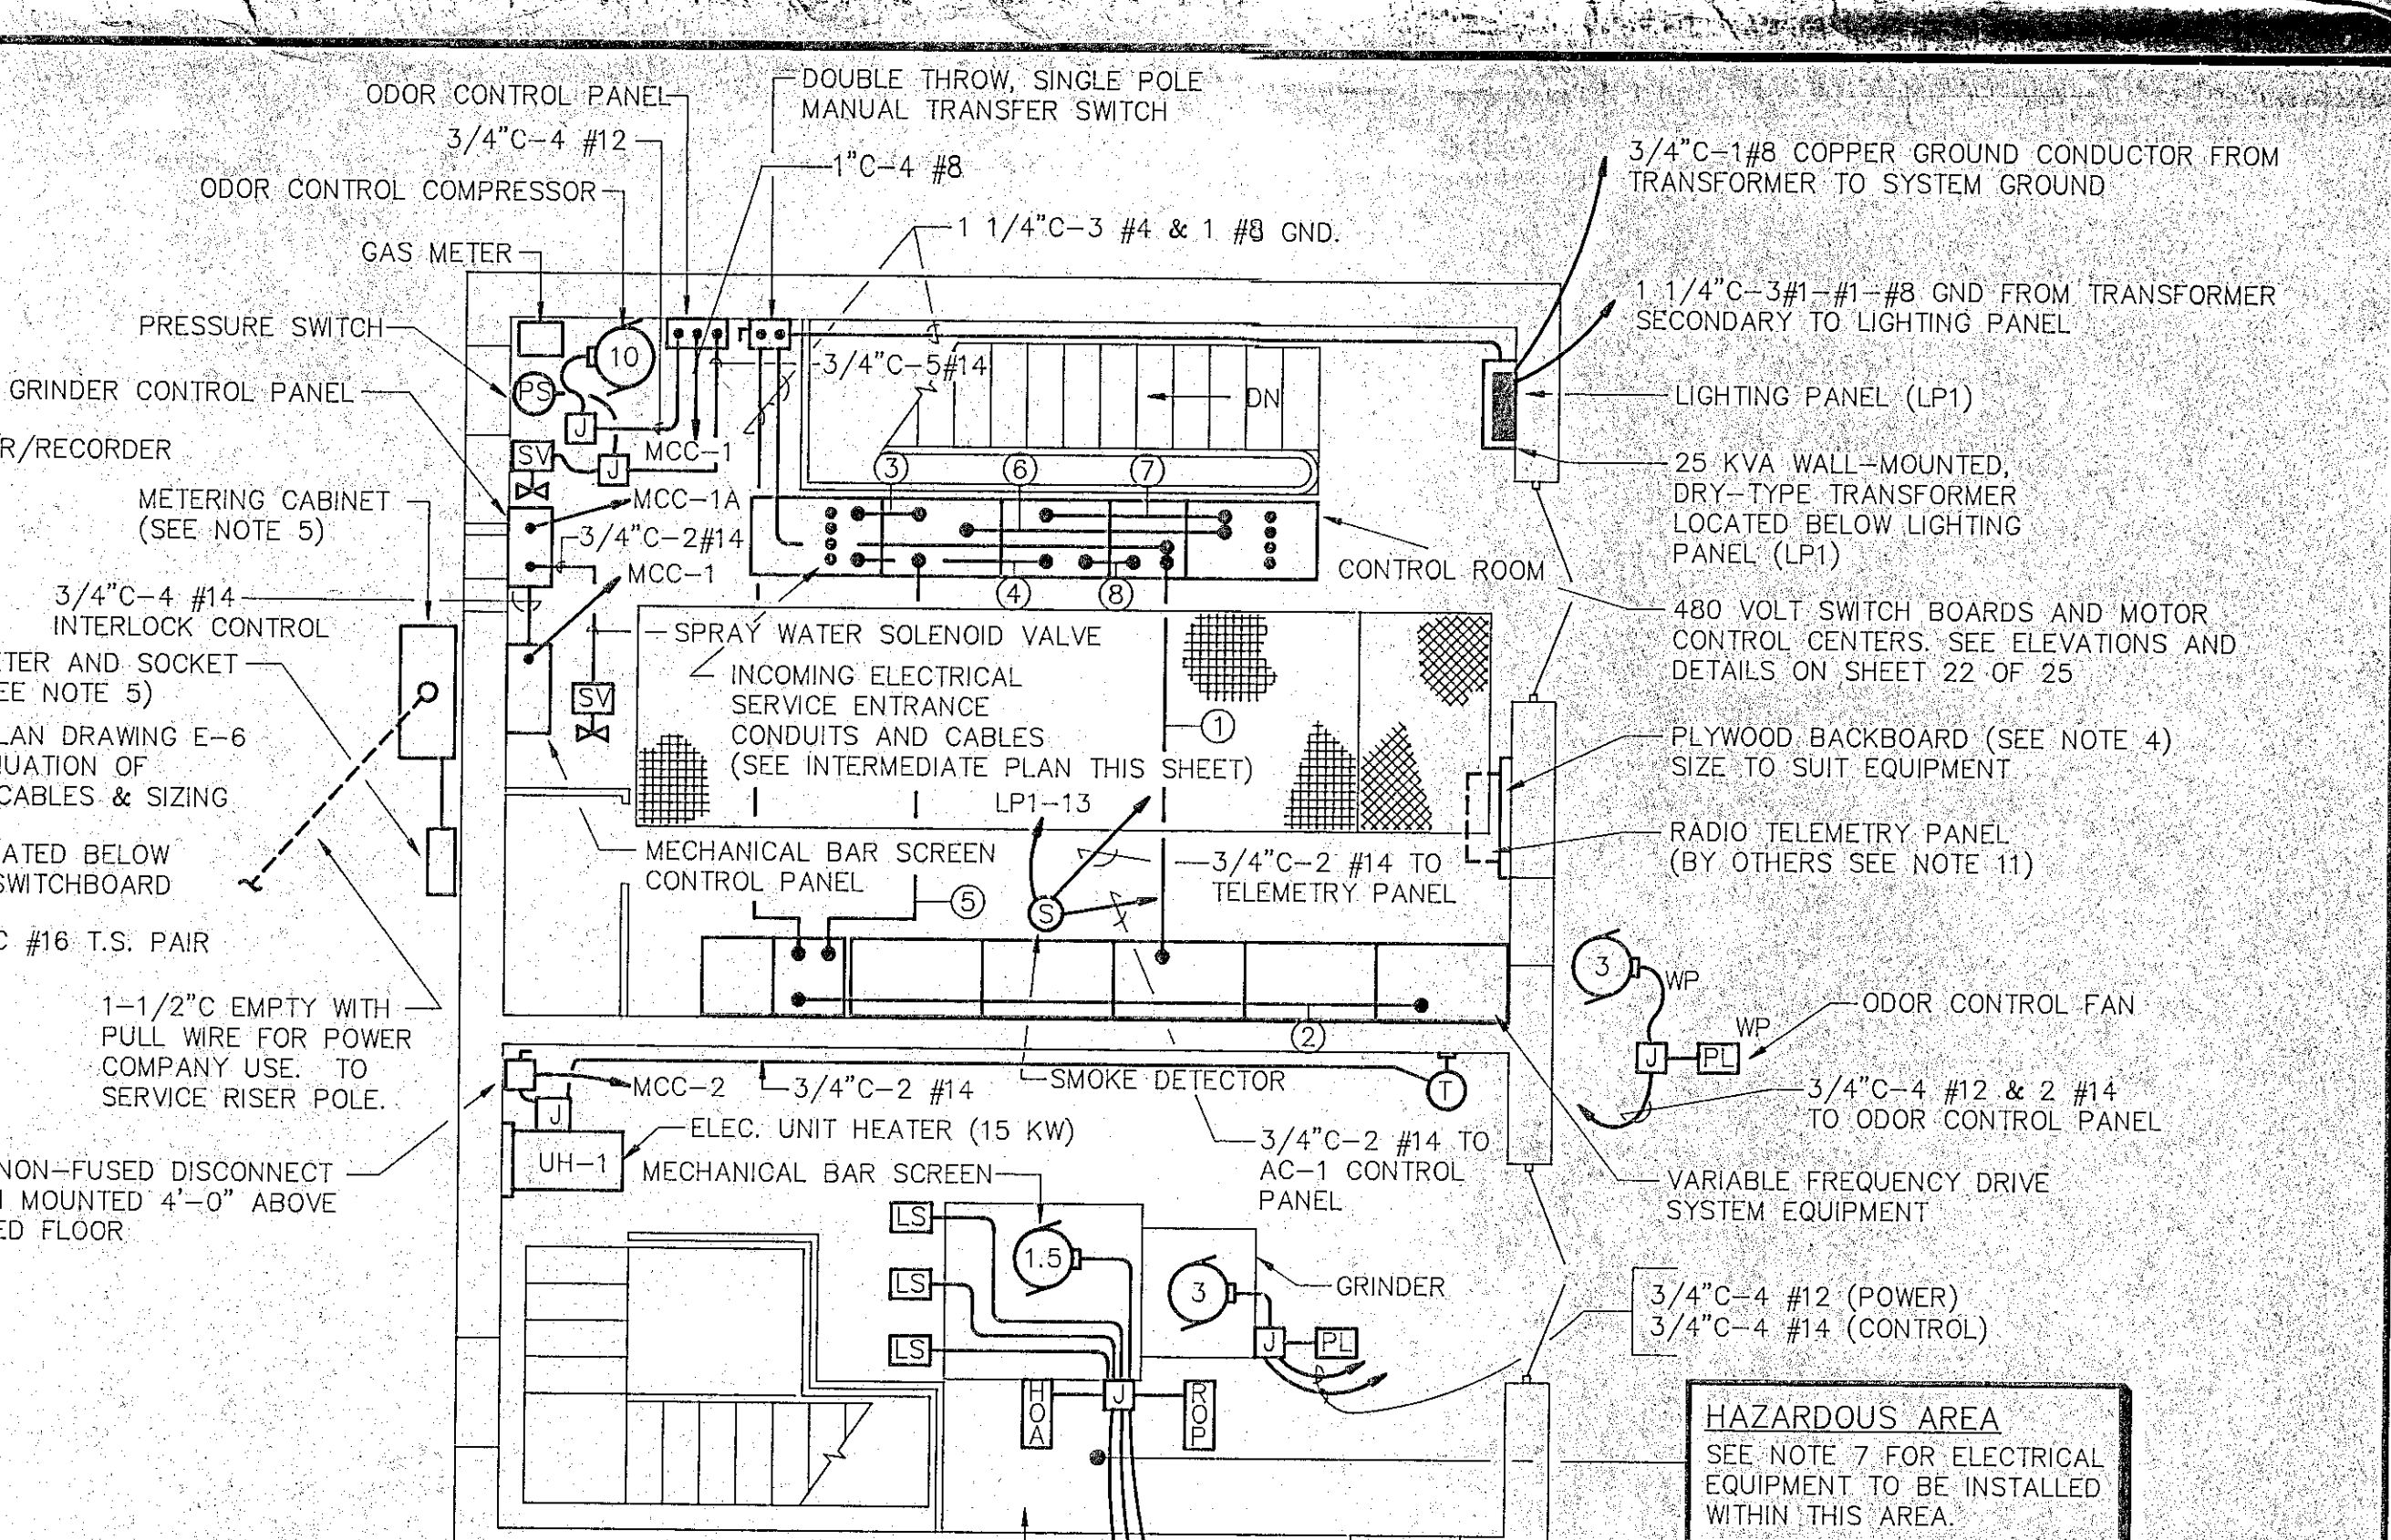 ODOR CONTROL PANEL
3/4"C-4 #12
ODOR CONTROL COMPRESSOR
GAS METER
PRESSURE SWITCH
GRINDER CONTROL PANEL
R/RECORDER
METERING CABINET
(SEE NOTE 5)
3/4"C-4 #14
INTERLOCK CONTROL
ETER AND SOCKET
EE NOTE 5)
LAN DRAWING E-6
UATION OF
CABLES & SIZING
ATED BELOW
SWITCHBOARD
C #16 T.S. PAIR
1-1/2"C EMPTY WITH
PULL WIRE FOR POWER
COMPANY USE. TO
SERVICE RISER POLE.
NON-FUSED DISCONNECT
H MOUNTED 4'-0" ABOVE
ED FLOOR
DOUBLE THROW, SINGLE POLE
MANUAL TRANSFER SWITCH
1"C-4 #8
1 1/4"C-3 #4 & 1 #8 GND.
10
PS
J
SV
J
MCC-1
3/4"C-5#14
DN
MCC-1A
3/4"C-2#14
MCC-1
3
6
7
4
8
CONTROL ROOM
SPRAY WATER SOLENOID VALVE
SV
INCOMING ELECTRICAL
SERVICE ENTRANCE
CONDUITS AND CABLES
(SEE INTERMEDIATE PLAN THIS SHEET)
1
LP1-13
MECHANICAL BAR SCREEN
CONTROL PANEL
3/4"C-2 #14 TO
TELEMETRY PANEL
5
S
2
MCC-2
3/4"C-2 #14
SMOKE DETECTOR
T
J
ELEC. UNIT HEATER (15 KW)
UH-1
MECHANICAL BAR SCREEN
3/4"C-2 #14 TO
AC-1 CONTROL
PANEL
LS
LS
LS
1.5
3
GRINDER
J
PL
HOA
J
ROP
3/4"C-1#8 COPPER GROUND CONDUCTOR FROM
TRANSFORMER TO SYSTEM GROUND
1 1/4"C-3#1-#1-#8 GND FROM TRANSFORMER
SECONDARY TO LIGHTING PANEL
LIGHTING PANEL (LP1)
25 KVA WALL-MOUNTED,
DRY-TYPE TRANSFORMER
LOCATED BELOW LIGHTING
PANEL (LP1)
480 VOLT SWITCH BOARDS AND MOTOR
CONTROL CENTERS. SEE ELEVATIONS AND
DETAILS ON SHEET 22 OF 25
PLYWOOD BACKBOARD (SEE NOTE 4)
SIZE TO SUIT EQUIPMENT
RADIO TELEMETRY PANEL
(BY OTHERS SEE NOTE 11)
3
WP
ODOR CONTROL FAN
WP
J
PL
3/4"C-4 #12 & 2 #14
TO ODOR CONTROL PANEL
VARIABLE FREQUENCY DRIVE
SYSTEM EQUIPMENT
3/4"C-4 #12 (POWER)
3/4"C-4 #14 (CONTROL)
HAZARDOUS AREA
SEE NOTE 7 FOR ELECTRICAL
EQUIPMENT TO BE INSTALLED
WITHIN THIS AREA.